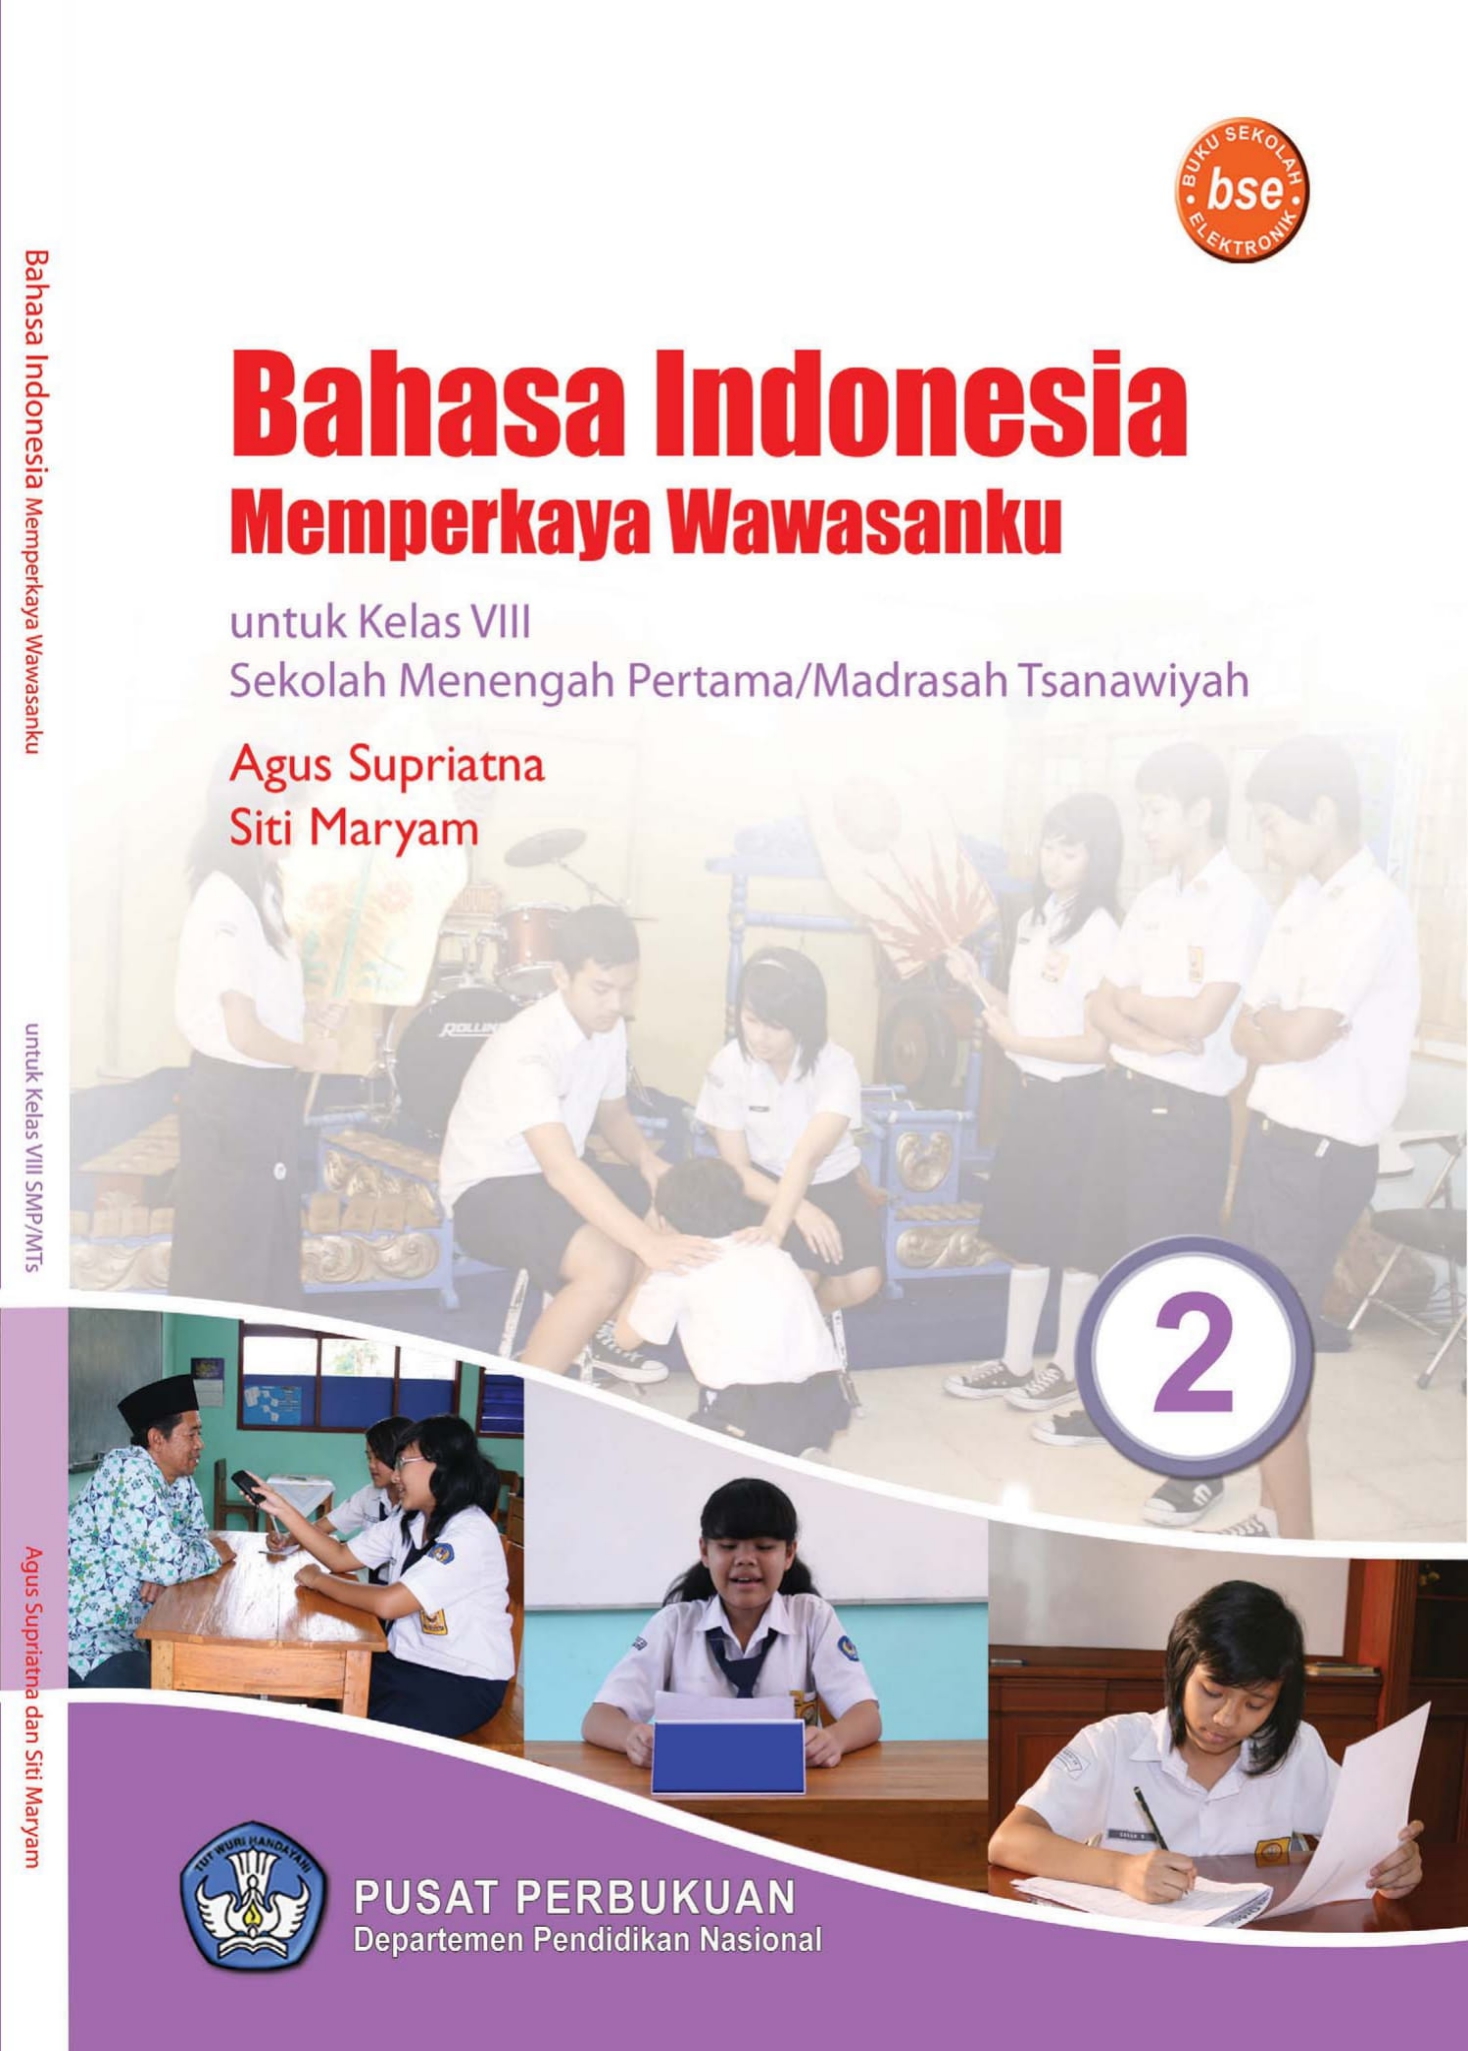 BUKU SEKOLAH
bse
ELEKTRONIK
Bahasa Indonesia
Memperkaya Wawasanku
untuk Kelas VIII
Sekolah Menengah Pertama/Madrasah Tsanawiyah
Agus Supriatna
Siti Maryam
2
TUT WURI HANDAYANI
PUSAT PERBUKUAN
Departemen Pendidikan Nasional
Bahasa Indonesia Memperkaya Wawasanku
untuk Kelas VIII SMP/MTs
Agus Supriatna dan Siti Maryam